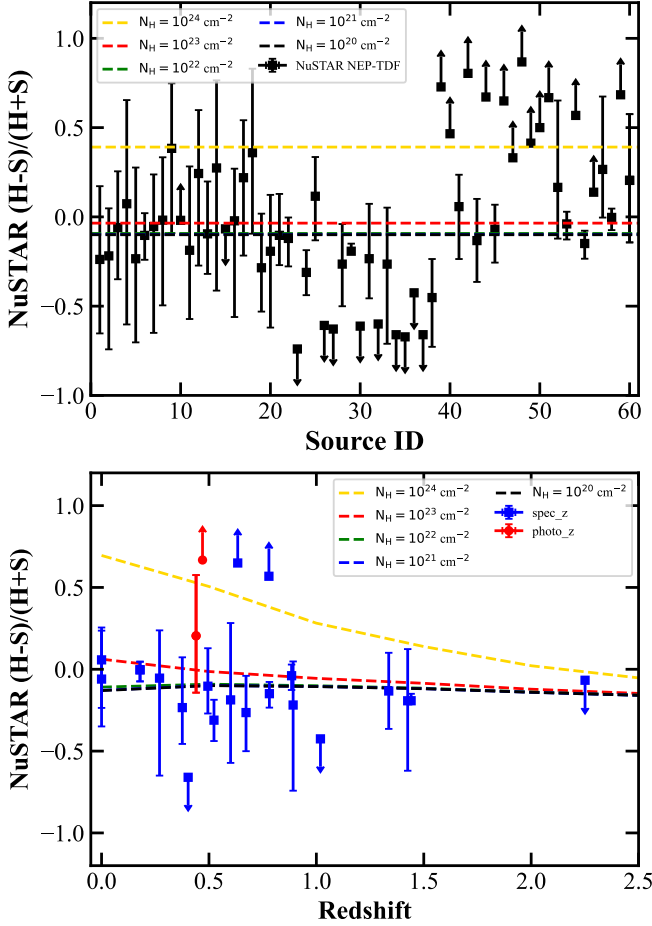 N_H = 10^24 cm^−2
N_H = 10^23 cm^−2
N_H = 10^22 cm^−2
N_H = 10^21 cm^−2
N_H = 10^20 cm^−2
NuSTAR NEP-TDF
1.0
0.5
0.0
−0.5
−1.0
NuSTAR (H-S)/(H+S)
0 10 20 30 40 50 60
Source ID
N_H = 10^24 cm^−2
N_H = 10^23 cm^−2
N_H = 10^22 cm^−2
N_H = 10^21 cm^−2
N_H = 10^20 cm^−2
spec_z
photo_z
1.0
0.5
0.0
−0.5
−1.0
NuSTAR (H-S)/(H+S)
0.0 0.5 1.0 1.5 2.0 2.5
Redshift